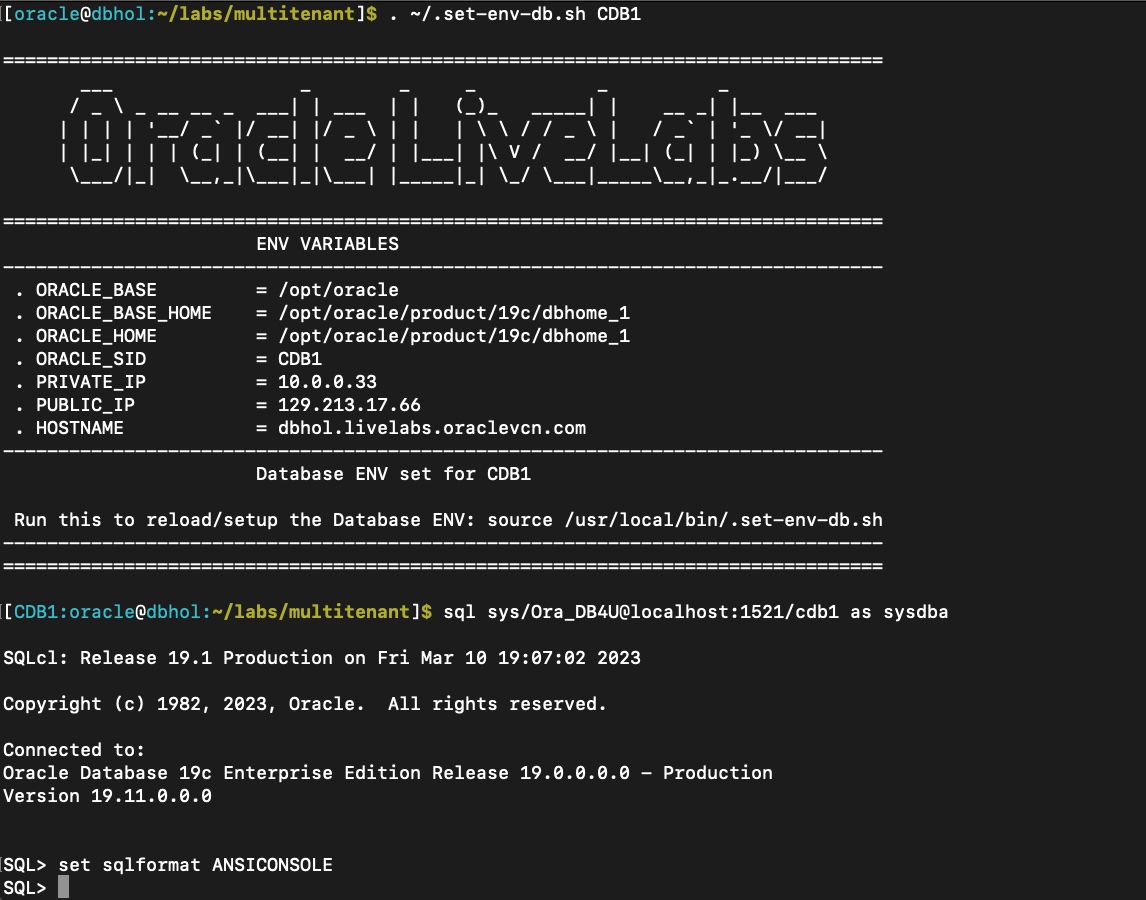 [[oracle@dbhol:~/labs/multitenant]$ . ~/.set-env-db.sh CDB1
================================================================================
Oracle LiveLabs
================================================================================
ENV VARIABLES
--------------------------------------------------------------------------------
. ORACLE_BASE = /opt/oracle
. ORACLE_BASE_HOME = /opt/oracle/product/19c/dbhome_1
. ORACLE_HOME = /opt/oracle/product/19c/dbhome_1
. ORACLE_SID = CDB1
. PRIVATE_IP = 10.0.0.33
. PUBLIC_IP = 129.213.17.66
. HOSTNAME = dbhol.livelabs.oraclevcn.com
--------------------------------------------------------------------------------
Database ENV set for CDB1
Run this to reload/setup the Database ENV: source /usr/local/bin/.set-env-db.sh
--------------------------------------------------------------------------------
================================================================================
[[CDB1:oracle@dbhol:~/labs/multitenant]$ sql sys/Ora_DB4U@localhost:1521/cdb1 as sysdba
SQLcl: Release 19.1 Production on Fri Mar 10 19:07:02 2023
Copyright (c) 1982, 2023, Oracle.  All rights reserved.
Connected to:
Oracle Database 19c Enterprise Edition Release 19.0.0.0.0 - Production
Version 19.11.0.0.0
[SQL> set sqlformat ANSICONSOLE
SQL>